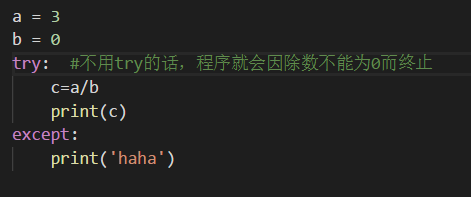 a = 3
b = 0
try:  #不用try的话，程序就会因除数不能为0而终止
    c=a/b
    print(c)
except:
    print('haha')